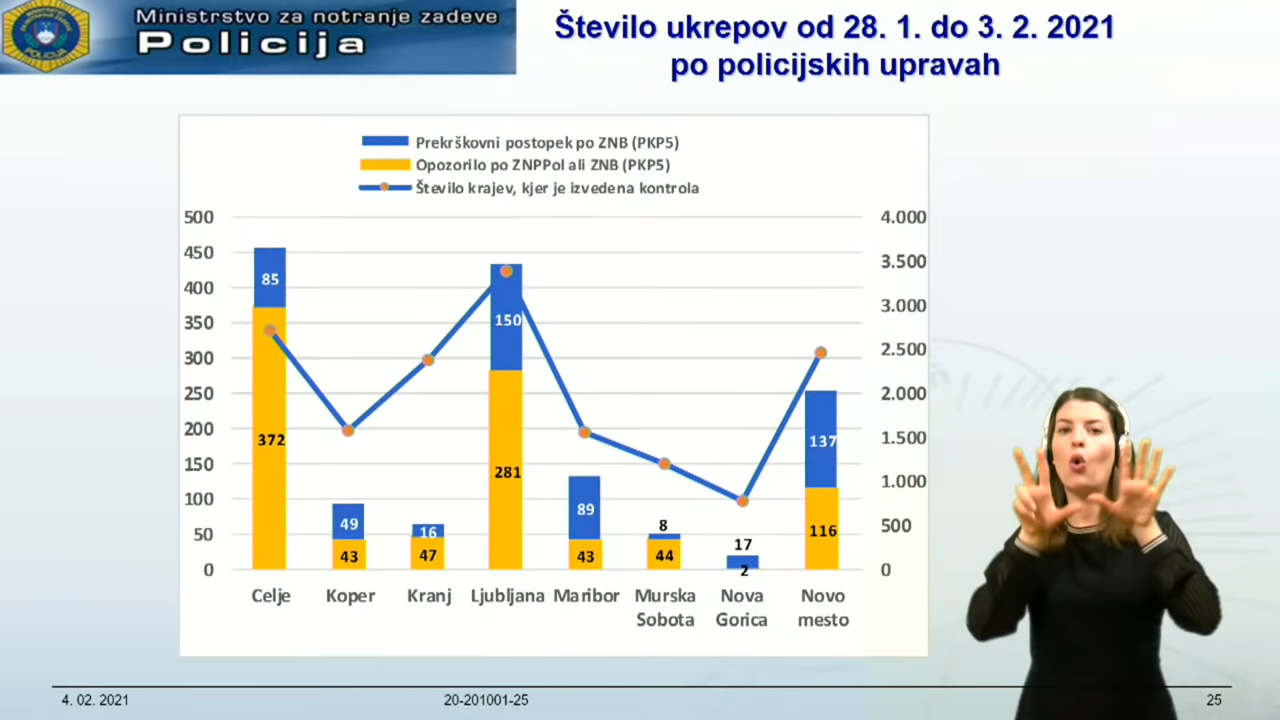 Ministrstvo za notranje zadeve
Policija
Število ukrepov od 28. 1. do 3. 2. 2021
po policijskih upravah
Prekrškovni postopek po ZNB (PKP5)
Opozorilo po ZNPPol ali ZNB (PKP5)
Število krajev, kjer je izvedena kontrola
500 4.000
450 3.500
400 3.000
350 2.500
300 2.000
250 1.500
200 1.000
150 500
100 0
50
0
85 372
49 43
16 47
150 281
89 43
8 44
17 2
137 116
Celje Koper Kranj Ljubljana Maribor Murska Sobota Nova Gorica Novo mesto
4. 02. 2021 20-201001-25 25